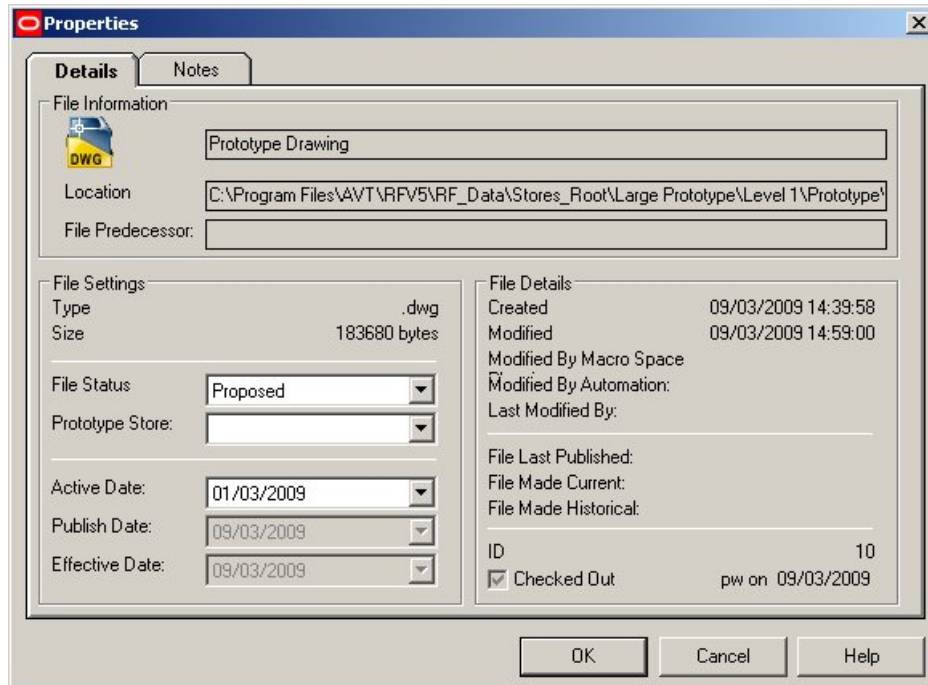 Properties
Details Notes
File Information
DWG
Prototype Drawing
Location C:\Program Files\AVT\RFV5\RF_Data\Stores_Root\Large Prototype\Level 1\Prototype\
File Predecessor:
File Settings
Type .dwg
Size 183680 bytes
File Status Proposed
Prototype Store:
Active Date: 01/03/2009
Publish Date: 09/03/2009
Effective Date: 09/03/2009
File Details
Created 09/03/2009 14:39:58
Modified 09/03/2009 14:59:00
Modified By Macro Space
Modified By Automation:
Last Modified By:
File Last Published:
File Made Current:
File Made Historical:
ID 10
Checked Out pw on 09/03/2009
OK Cancel Help